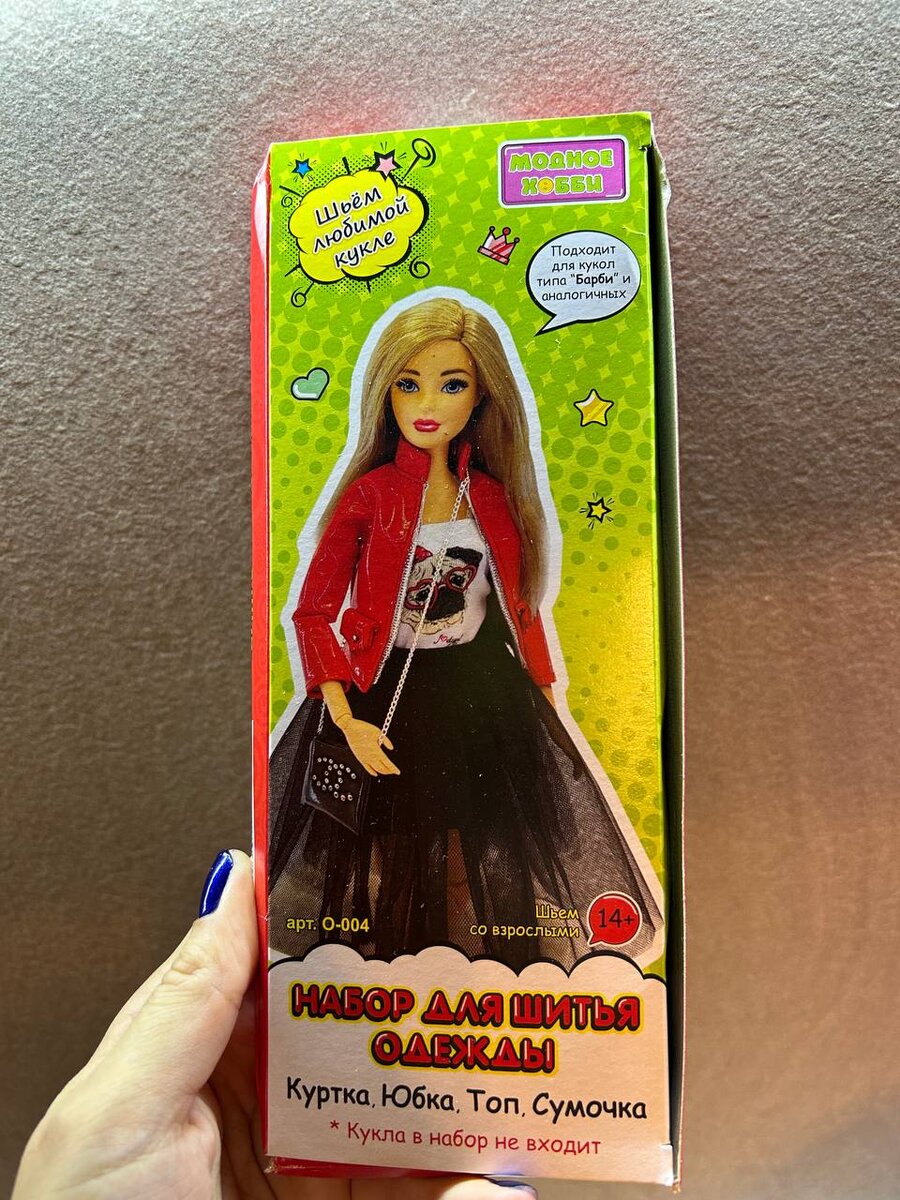 Шьём
любимой
кукле
МОДНОЕ
ХОББИ
Подходит
для кукол
типа "Барби" и
аналогичных
арт. О-004
Шьем
со взрослыми
14+
НАБОР ДЛЯ ШИТЬЯ
ОДЕЖДЫ
Куртка, Юбка, Топ, Сумочка
* Кукла в набор не входит